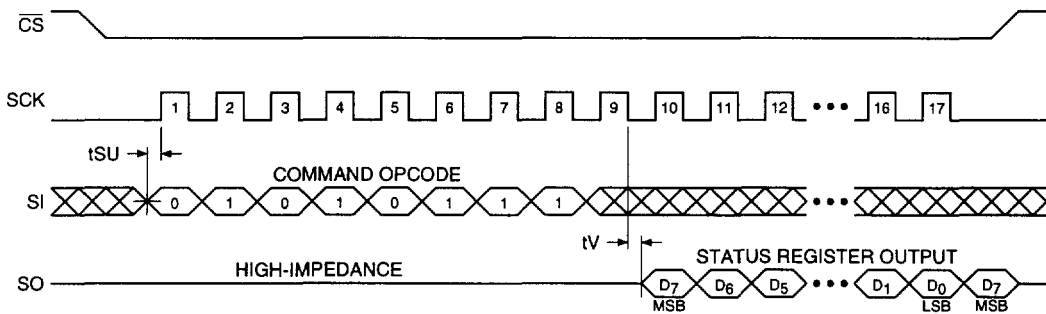 CS
SCK
1 2 3 4 5 6 7 8 9 10 11 12 ••• 16 17
tSU
COMMAND OPCODE
SI
0 1 0 1 0 1 1 1 •••
tV
HIGH-IMPEDANCE
STATUS REGISTER OUTPUT
SO
D7 D6 D5 ••• D1 D0 D7
MSB LSB MSB